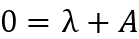 0 = λ + A